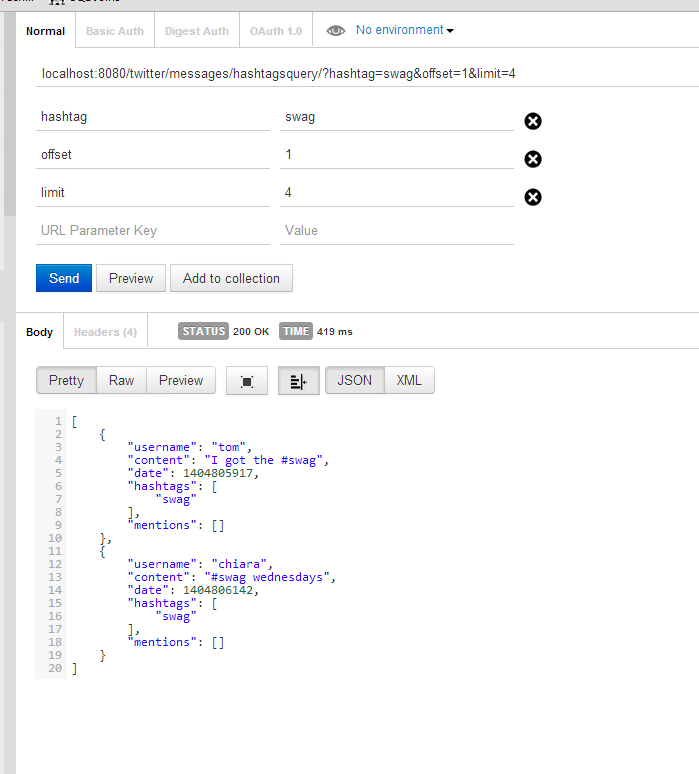 Normal Basic Auth Digest Auth OAuth 1.0 No environment
localhost:8080/twitter/messages/hashtagsquery/?hashtag=swag&offset=1&limit=4
hashtag swag
offset 1
limit 4
URL Parameter Key Value
Send Preview Add to collection
Body Headers (4) STATUS 200 OK TIME 419 ms
Pretty Raw Preview JSON XML
1 [
2 {
3 "username": "tom",
4 "content": "I got the #swag",
5 "date": 1404805917,
6 "hashtags": [
7 "swag"
8 ],
9 "mentions": []
10 },
11 {
12 "username": "chiara",
13 "content": "#swag wednesdays",
14 "date": 1404806142,
15 "hashtags": [
16 "swag"
17 ],
18 "mentions": []
19 }
20 ]